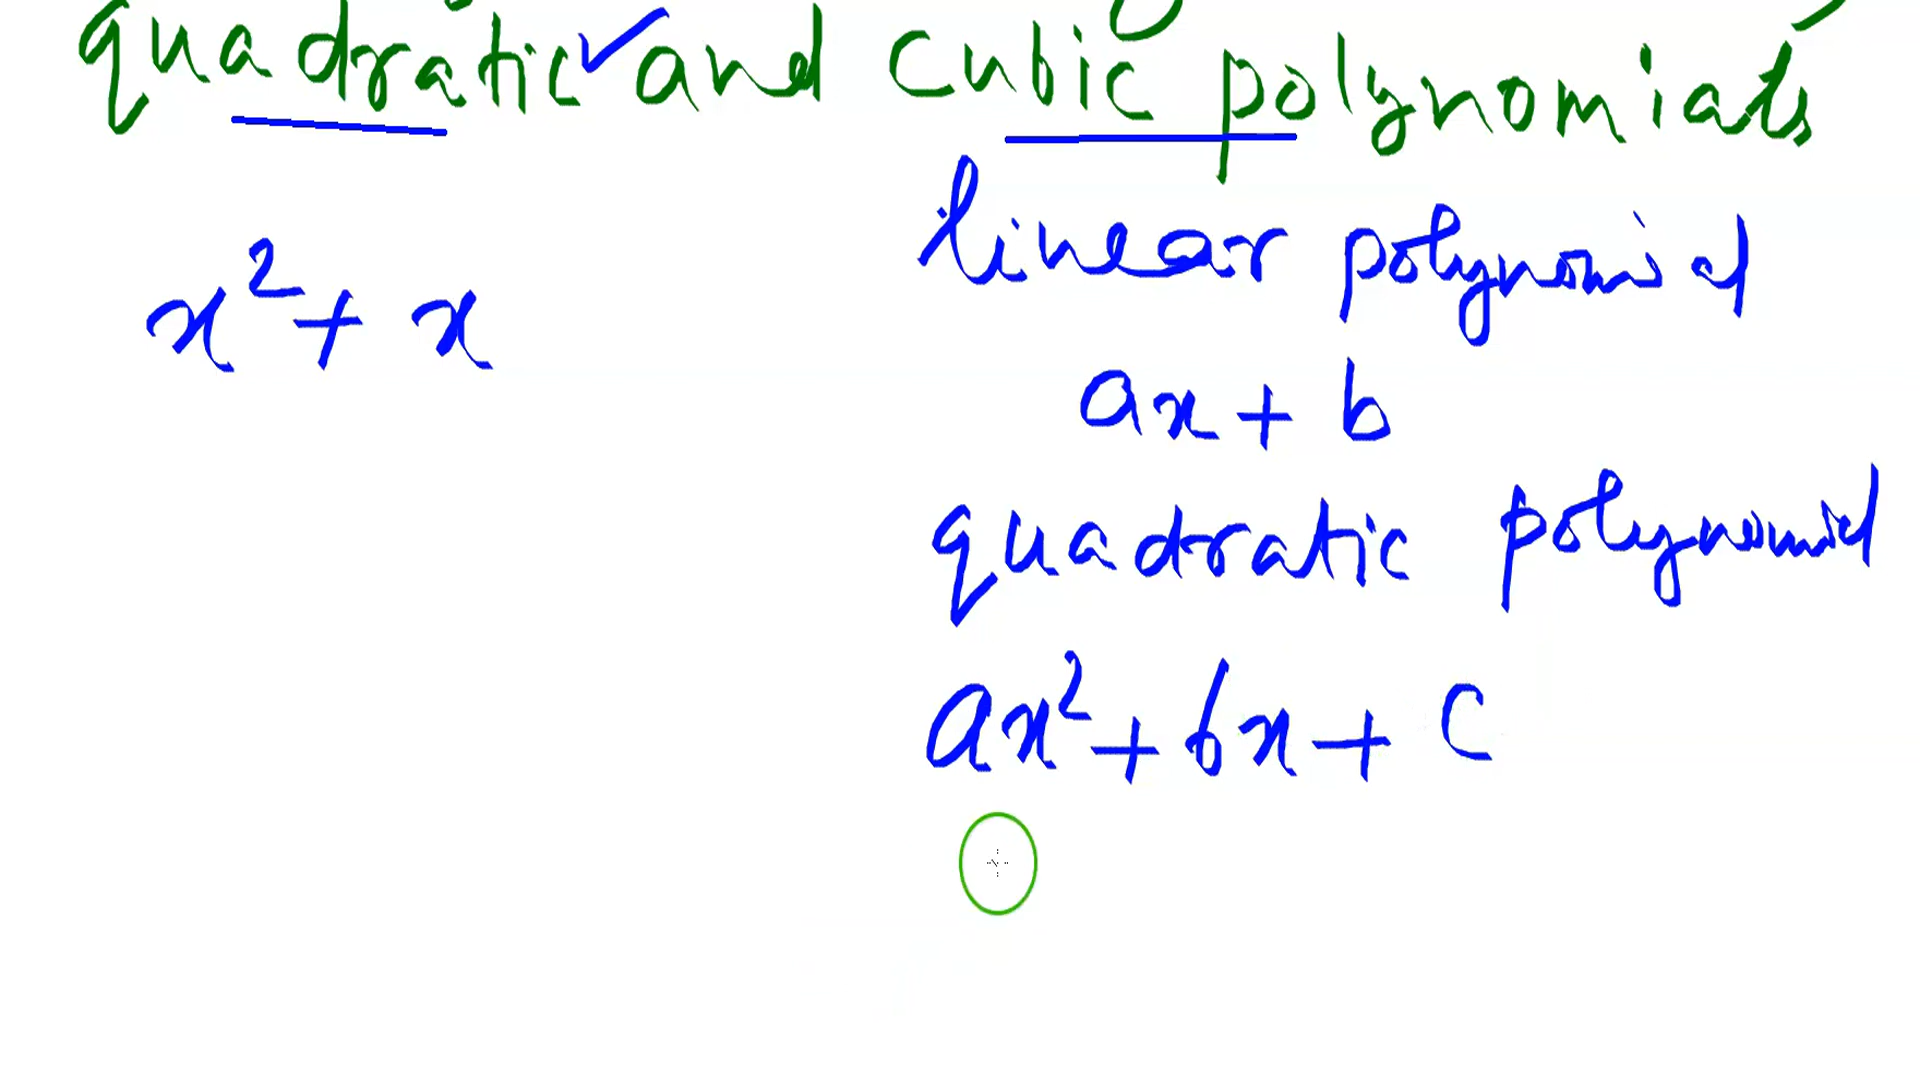 quadratic ✓ and cubic polynomials
x² + x
linear polynomial
ax + b
quadratic polynomial
ax² + bx + c